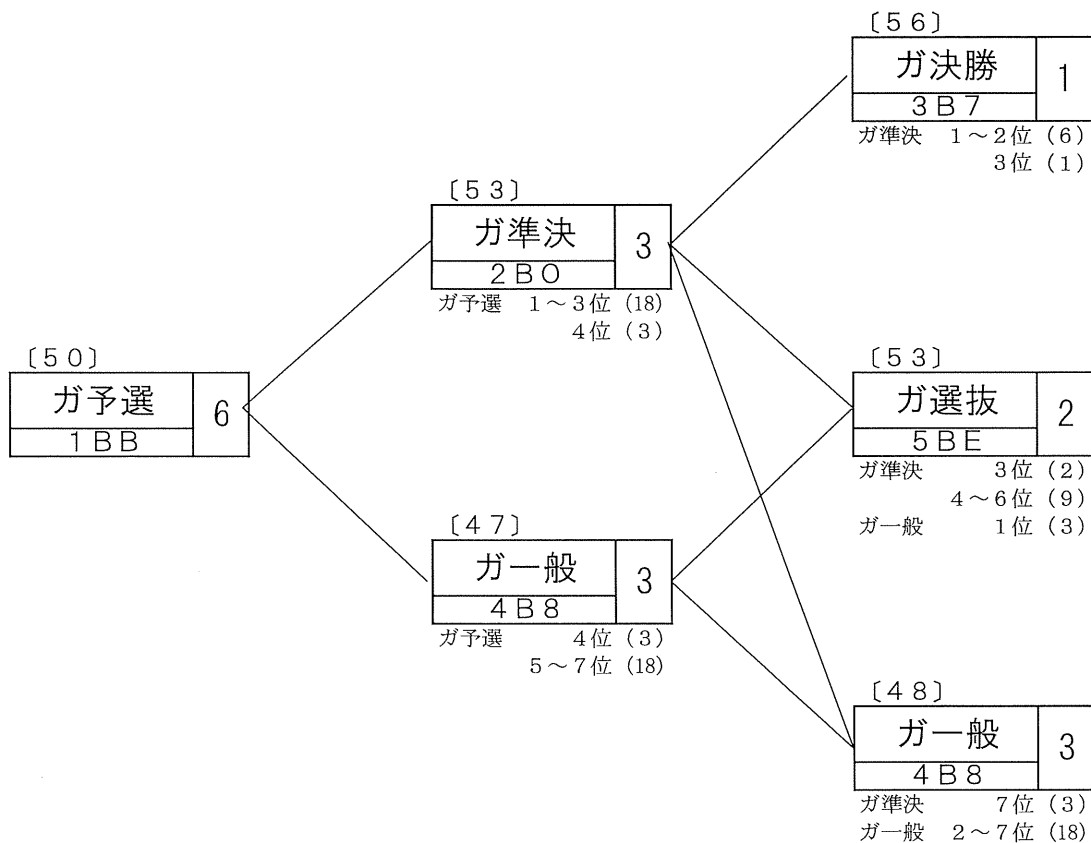 〔50〕
ガ予選 6
1BB
〔53〕
ガ準決 3
2B0
ガ予選 1～3位 (18)
4位 (3)
〔47〕
ガ一般 3
4B8
ガ予選 4位 (3)
5～7位 (18)
〔56〕
ガ決勝 1
3B7
ガ準決 1～2位 (6)
3位 (1)
〔53〕
ガ選抜 2
5BE
ガ準決 3位 (2)
4～6位 (9)
ガ一般 1位 (3)
〔48〕
ガ一般 3
4B8
ガ準決 7位 (3)
ガ一般 2～7位 (18)